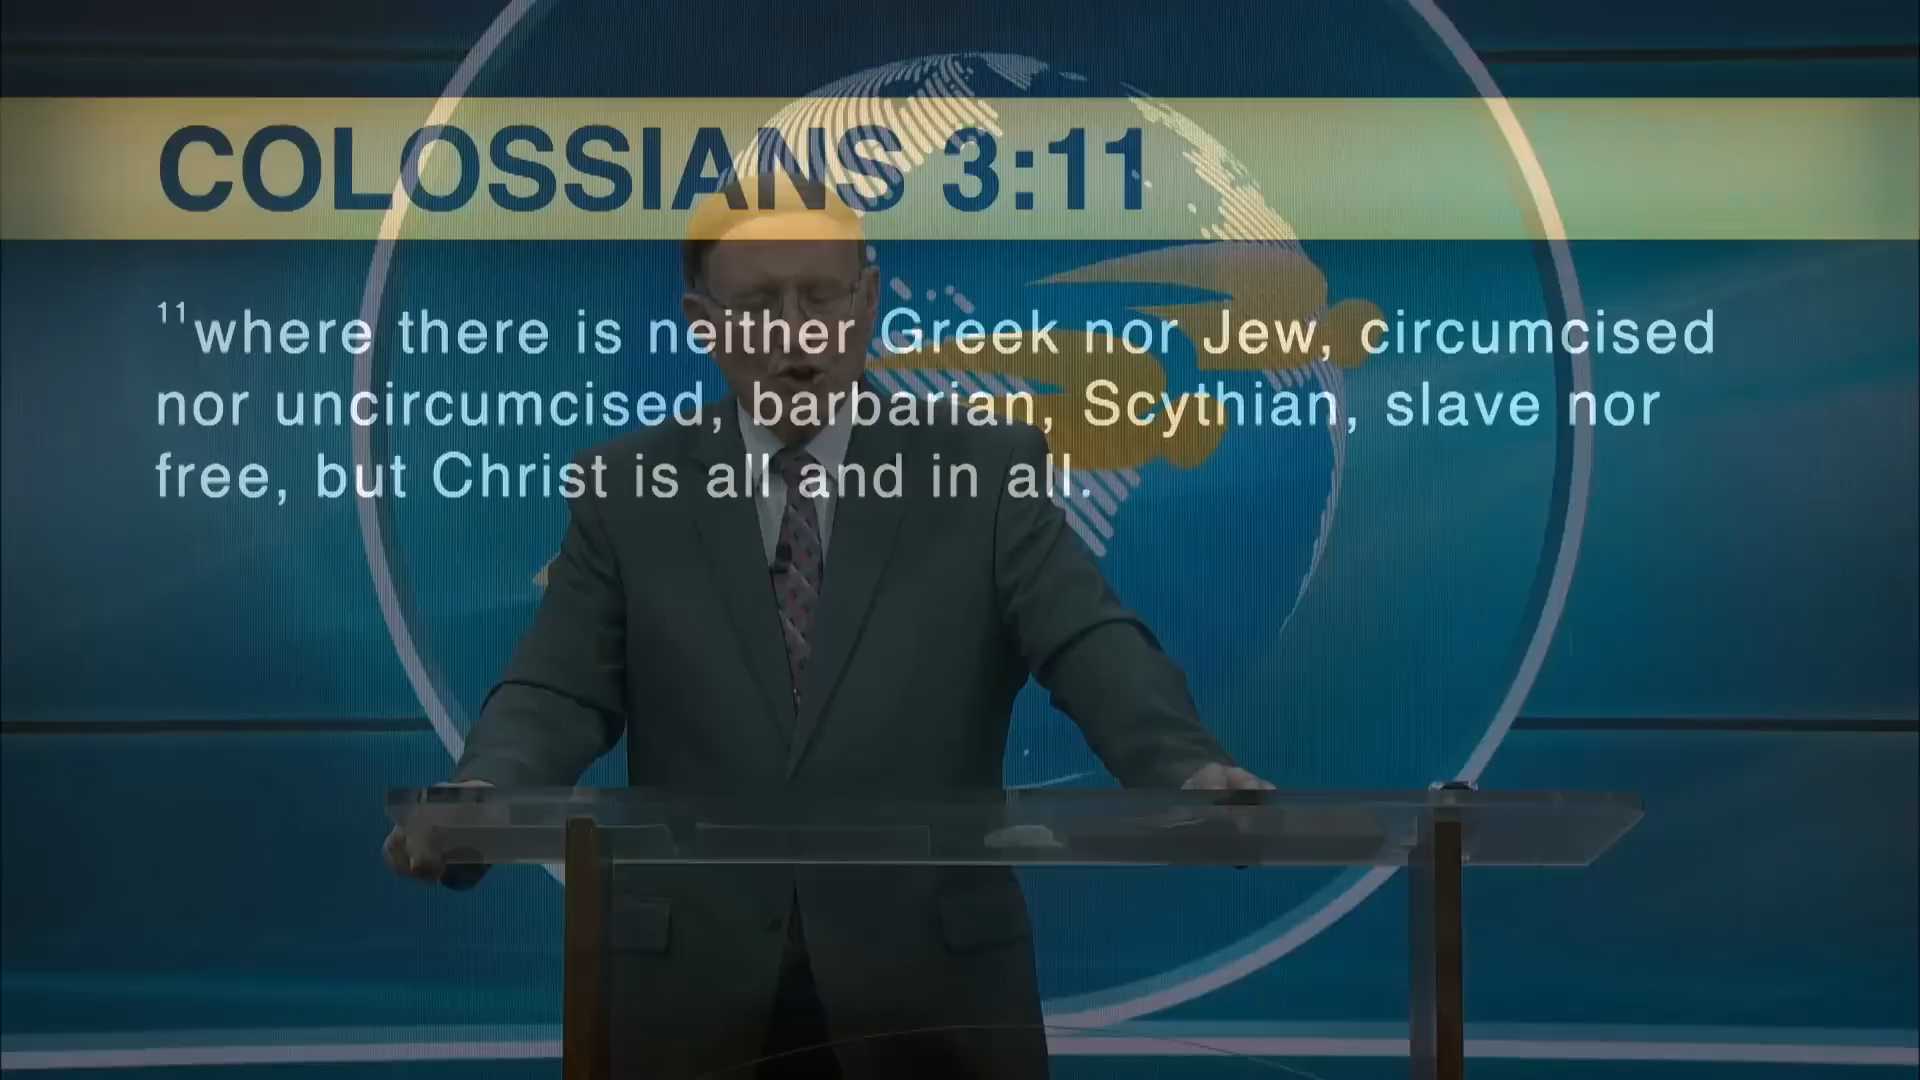 COLOSSIANS 3:11
11where there is neither Greek nor Jew, circumcised
nor uncircumcised, barbarian, Scythian, slave nor
free, but Christ is all and in all.